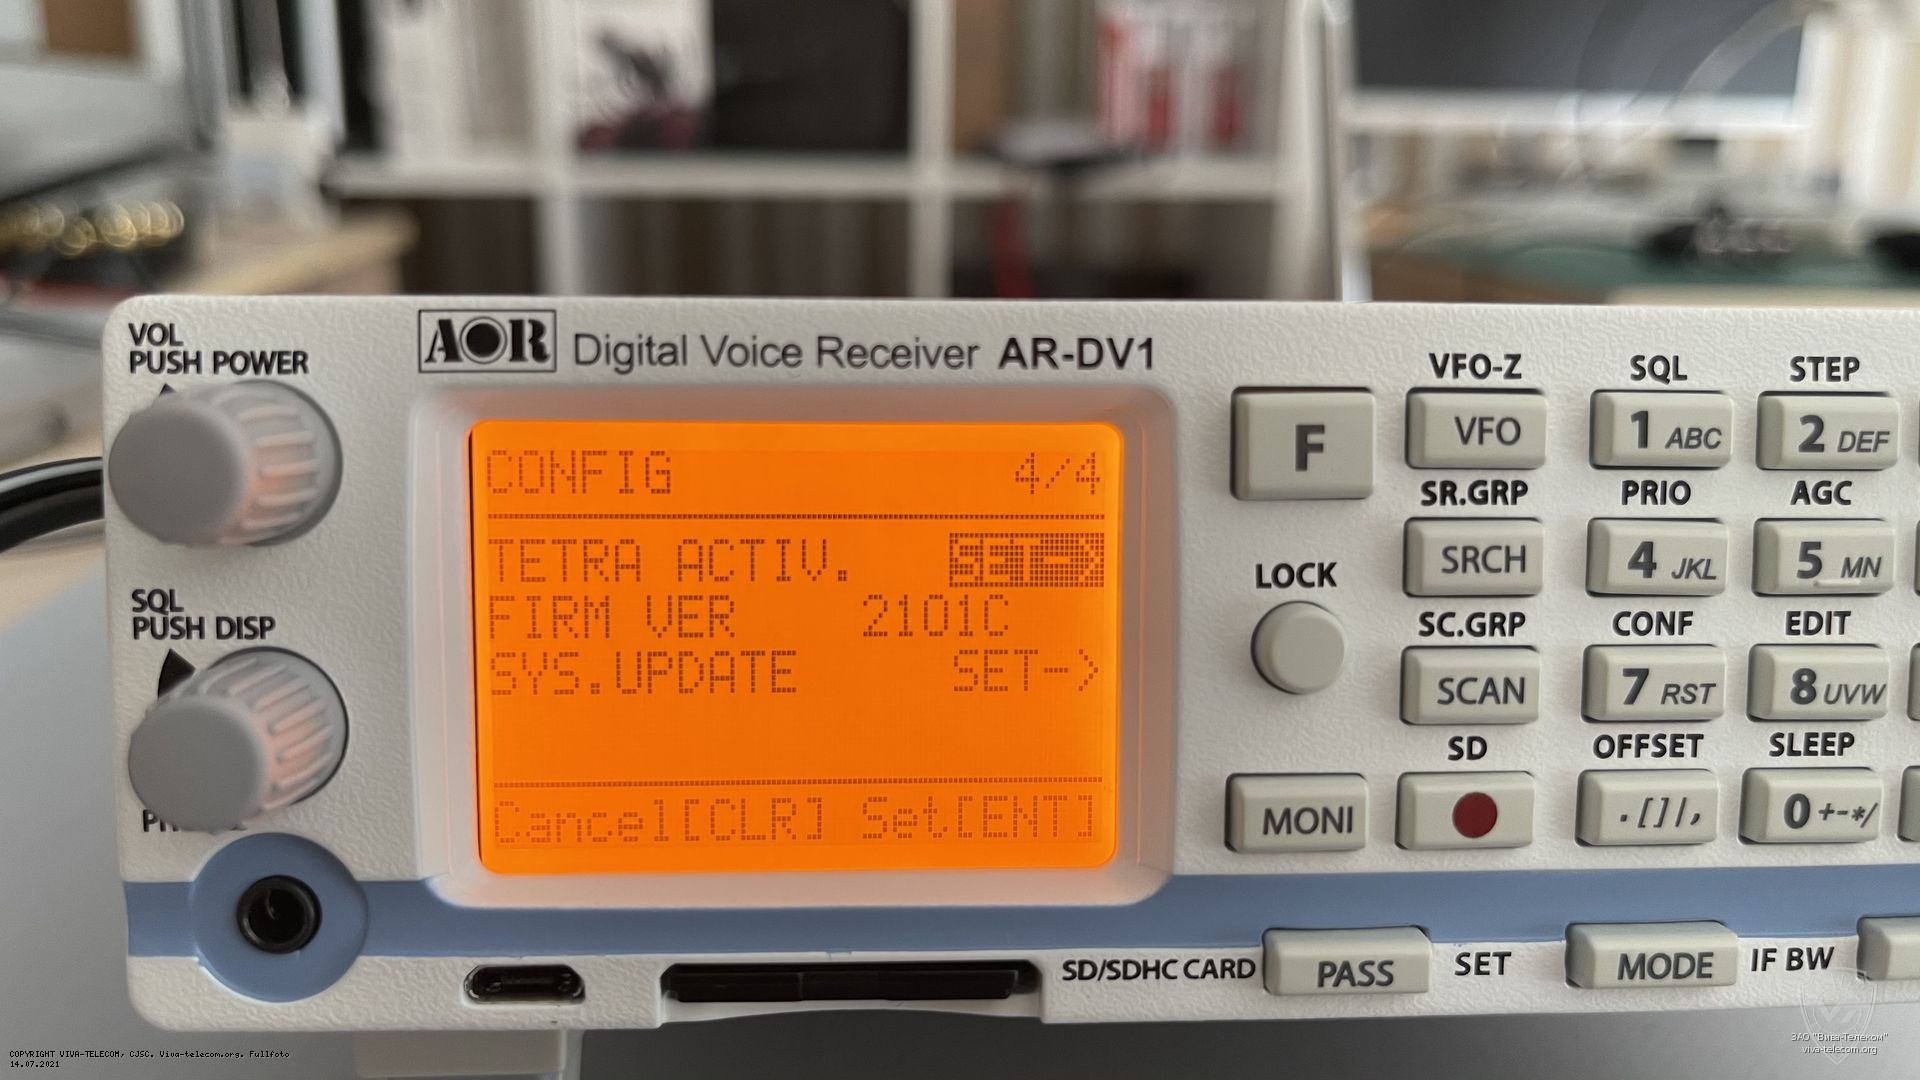 VOL
PUSH POWER
AOR Digital Voice Receiver AR-DV1
CONFIG 4/4
TETRA ACTIV. SET->
FIRM VER 2101C
SYS.UPDATE SET->
Cancel[CLR] Set[ENT]
SQL
PUSH DISP
F
LOCK
MONI
VFO-Z SQL STEP
VFO 1 ABC 2 DEF
SR.GRP PRIO AGC
SRCH 4 JKL 5 MN
SC.GRP CONF EDIT
SCAN 7 RST 8 UVW
SD OFFSET SLEEP
.[]|, 0 +-*/
SD/SDHC CARD PASS SET MODE IF BW
COPYRIGHT VIVA-TELECOM, CJSC. Viva-telecom.org. Fullfoto
14.07.2021
ЗАО "Вива-Телеком"
viva-telecom.org